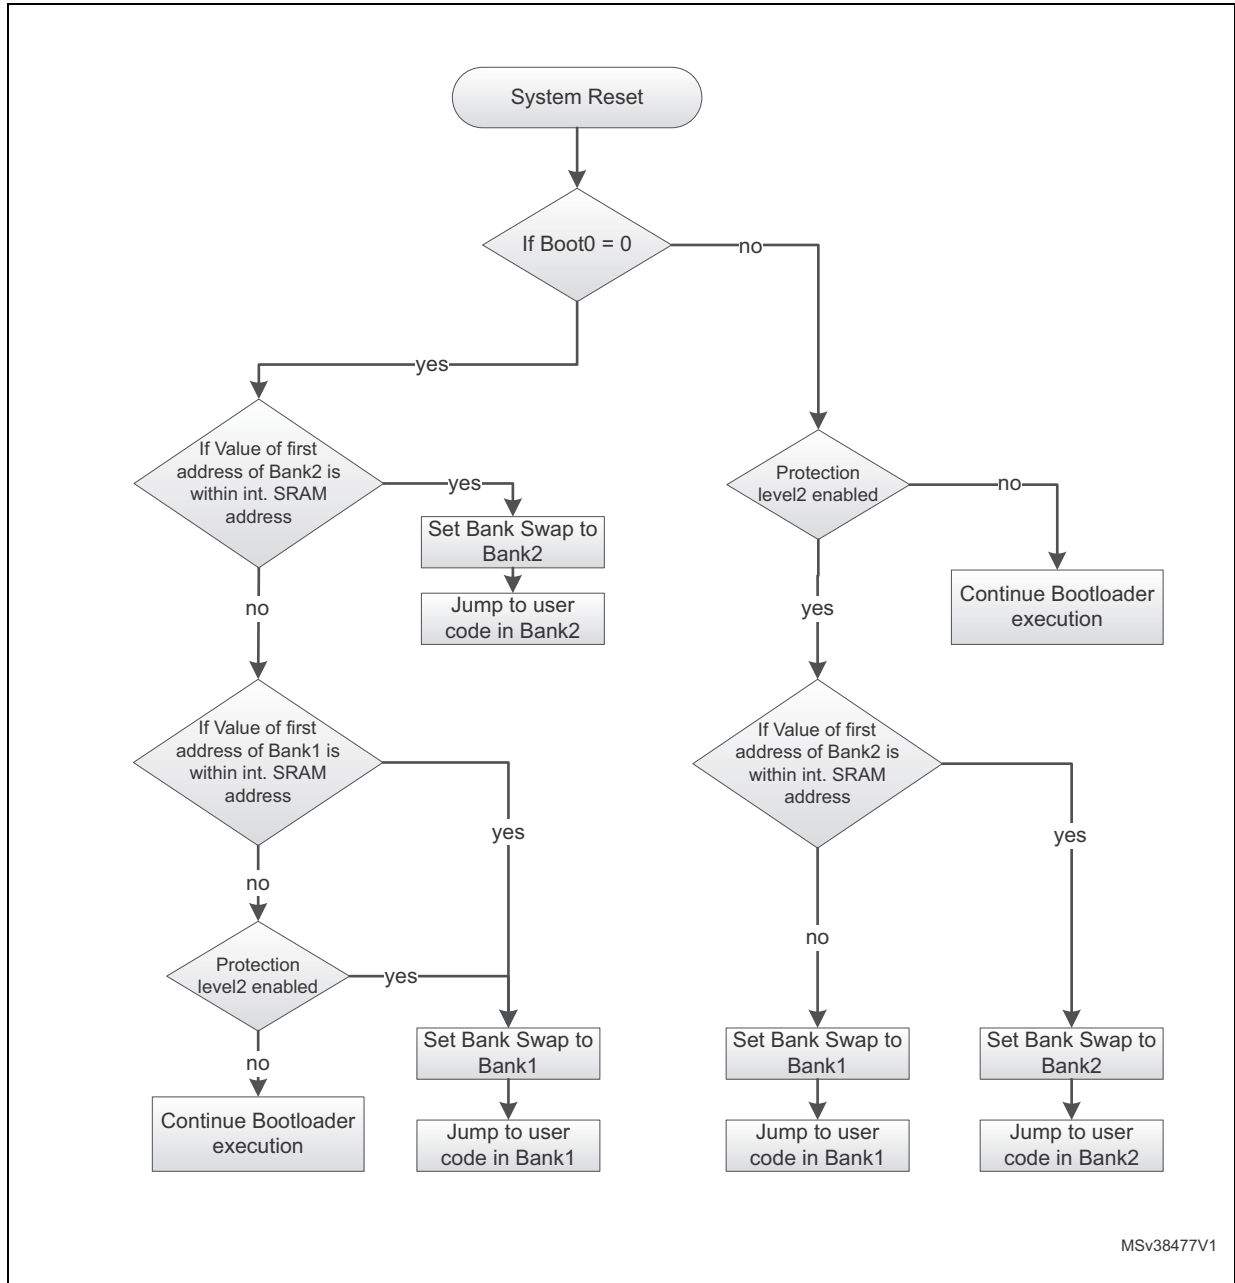 System Reset
If Boot0 = 0
no
yes
If Value of first
address of Bank2 is
within int. SRAM
address
yes
Set Bank Swap to
Bank2
Jump to user
code in Bank2
no
If Value of first
address of Bank1 is
within int. SRAM
address
yes
no
Protection
level2 enabled
yes
no
Continue Bootloader
execution
Set Bank Swap to
Bank1
Jump to user
code in Bank1
Protection
level2 enabled
no
Continue Bootloader
execution
yes
If Value of first
address of Bank2 is
within int. SRAM
address
yes
no
Set Bank Swap to
Bank1
Jump to user
code in Bank1
Set Bank Swap to
Bank2
Jump to user
code in Bank2
MSv38477V1